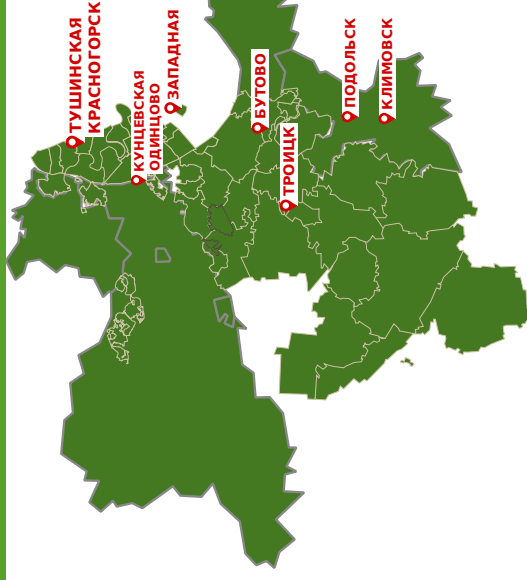 ТУШИНСКАЯ
КРАСНОГОРСК
КУНЦЕВСКАЯ
ОДИНЦОВО
ЗАПАДНАЯ
БУТОВО
ТРОИЦК
ПОДОЛЬСК
КЛИМОВСК